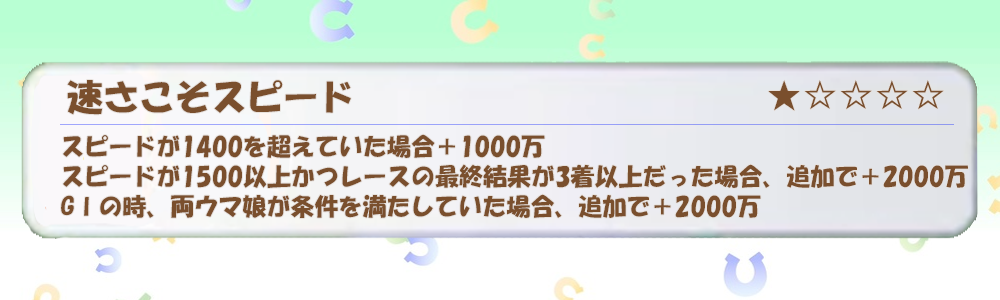 速さこそスピード ★☆☆☆☆
スピードが1400を超えていた場合＋1000万
スピードが1500以上かつレースの最終結果が3着以上だった場合、追加で＋2000万
GⅠの時、両ウマ娘が条件を満たしていた場合、追加で＋2000万